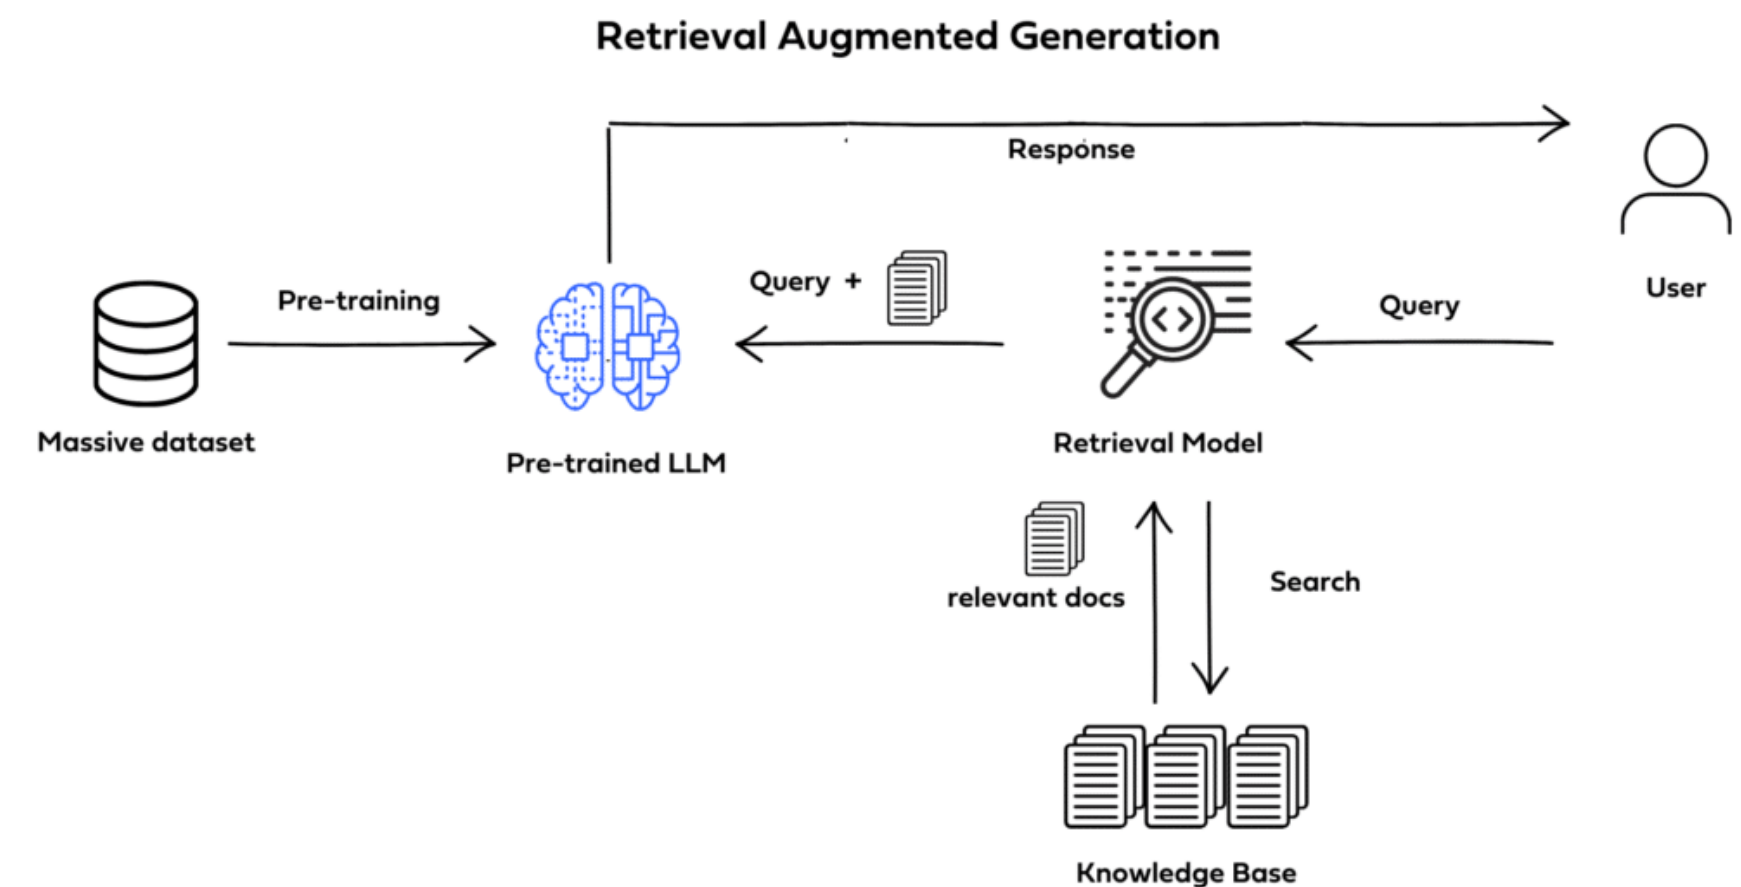 Retrieval Augmented Generation
Response
Query +
Pre-training
Query
User
Massive dataset
Pre-trained LLM
Retrieval Model
relevant docs
Search
Knowledge Base